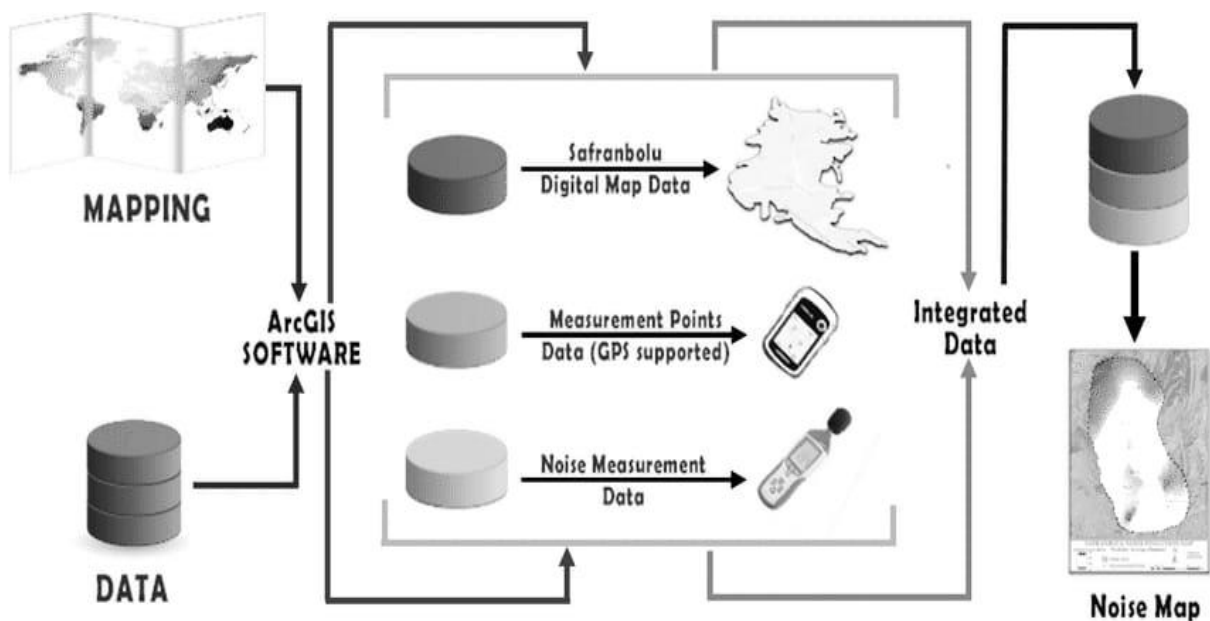 MAPPING
ArcGIS
SOFTWARE
DATA
Safranbolu
Digital Map Data
Measurement Points
Data (GPS supported)
Noise Measurement
Data
Integrated
Data
Noise Map